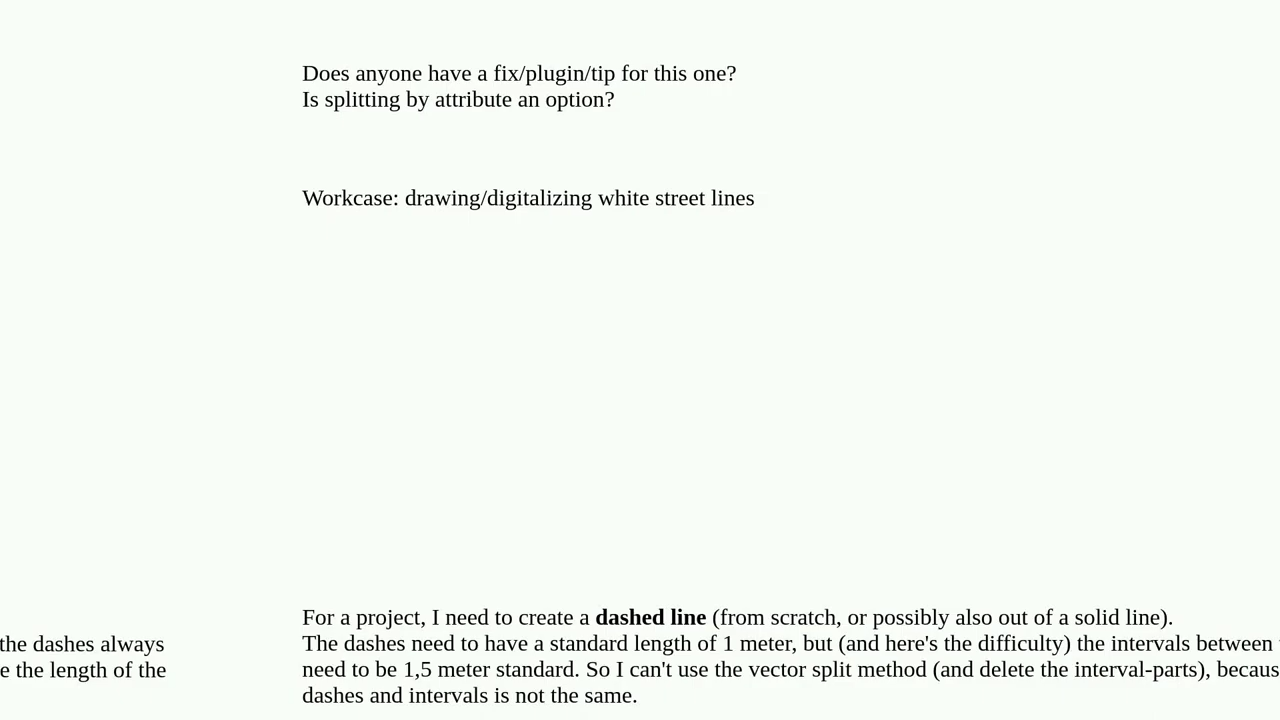 Does anyone have a fix/plugin/tip for this one?
Is splitting by attribute an option?
Workcase: drawing/digitalizing white street lines
the dashes always
e the length of the
For a project, I need to create a dashed line (from scratch, or possibly also out of a solid line).
The dashes need to have a standard length of 1 meter, but (and here's the difficulty) the intervals between
need to be 1,5 meter standard. So I can't use the vector split method (and delete the interval-parts), becaus
dashes and intervals is not the same.